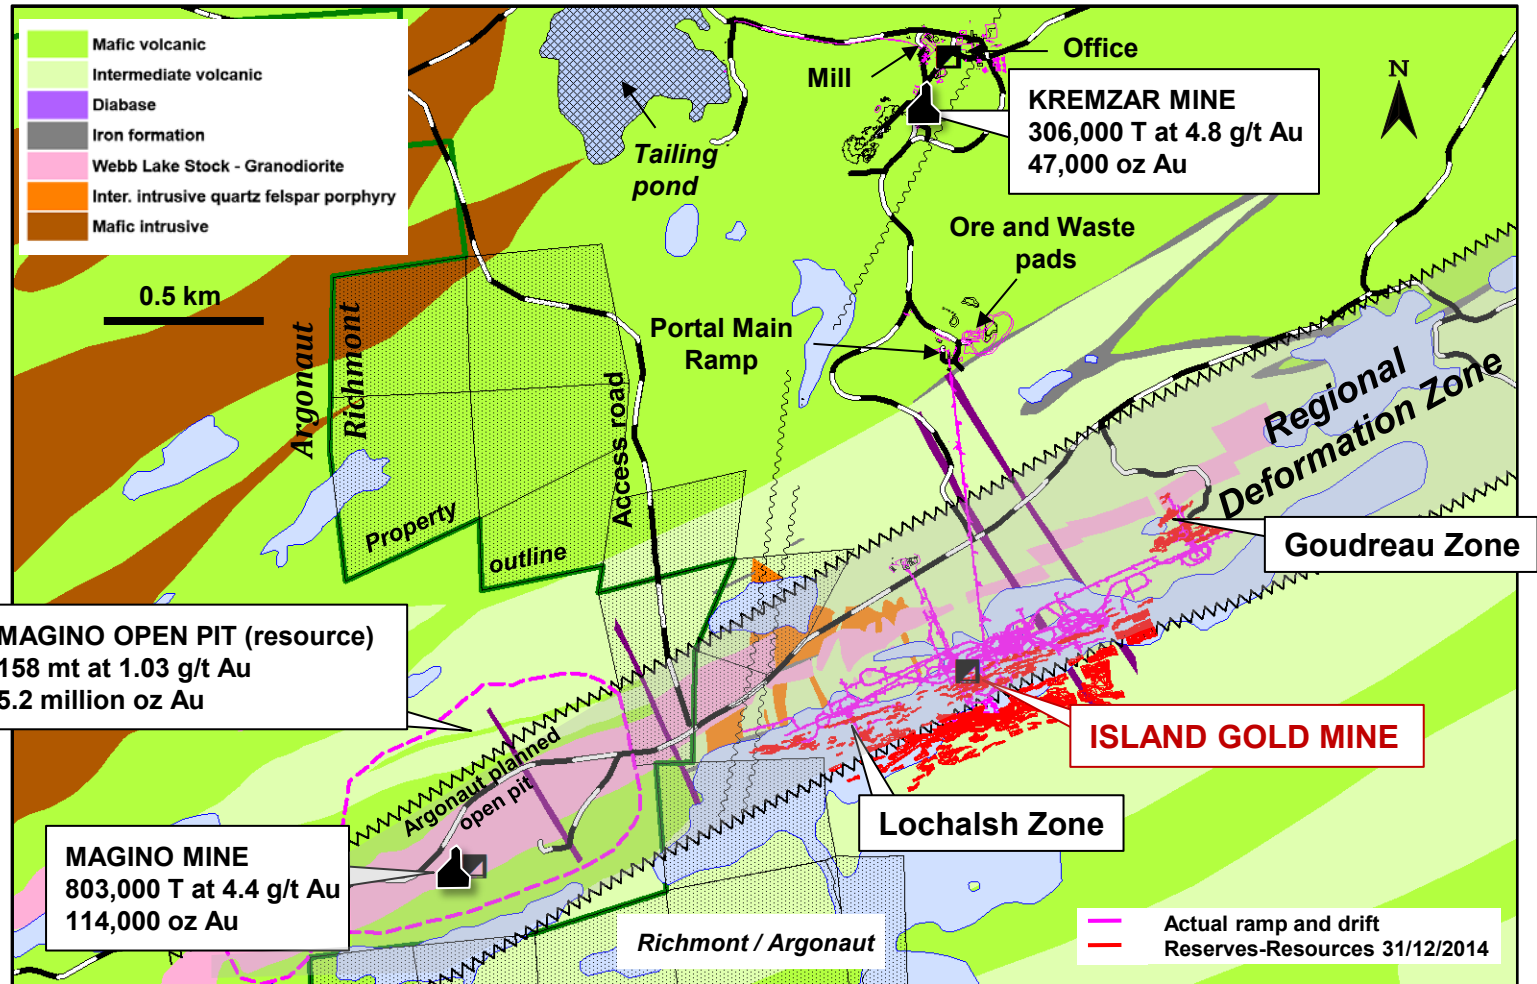 Mafic volcanic
Intermediate volcanic
Diabase
Iron formation
Webb Lake Stock - Granodiorite
Inter. intrusive quartz felspar porphyry
Mafic intrusive
0.5 km
Mill
Office
N
KREMZAR MINE
306,000 T at 4.8 g/t Au
47,000 oz Au
Tailing
pond
Ore and Waste
pads
Portal Main
Ramp
Argonaut
Richmont
Access road
Property
outline
Regional
Deformation Zone
Goudreau Zone
MAGINO OPEN PIT (resource)
158 mt at 1.03 g/t Au
5.2 million oz Au
Argonaut planned
open pit
ISLAND GOLD MINE
Lochalsh Zone
MAGINO MINE
803,000 T at 4.4 g/t Au
114,000 oz Au
Richmont / Argonaut
Actual ramp and drift
Reserves-Resources 31/12/2014